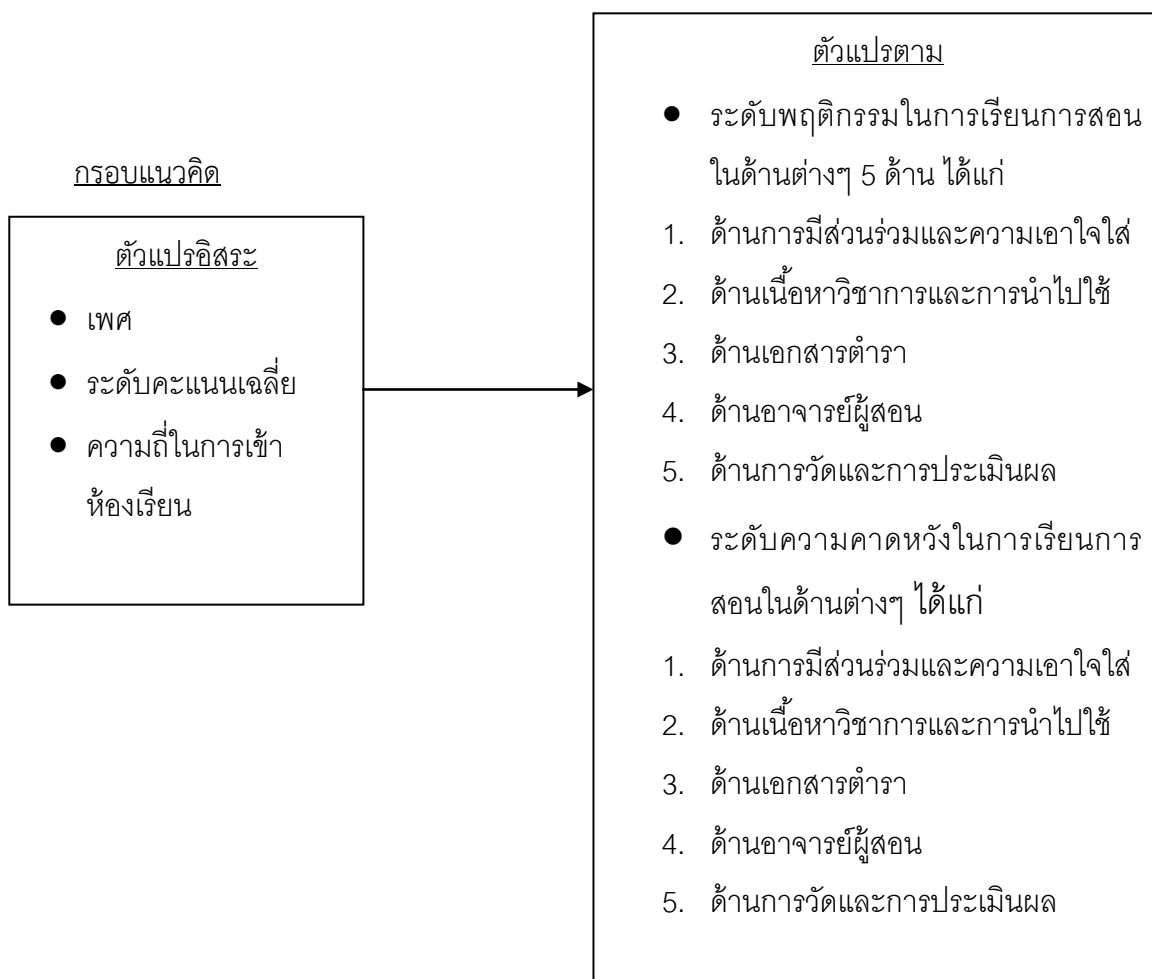 กรอบแนวคิด
ตัวแปรอิสระ
● เพศ
● ระดับคะแนนเฉลี่ย
● ความถี่ในการเข้า
ห้องเรียน
ตัวแปรตาม
● ระดับพฤติกรรมในการเรียนการสอน
ในด้านต่างๆ 5 ด้าน ได้แก่
1. ด้านการมีส่วนร่วมและความเอาใจใส่
2. ด้านเนื้อหาวิชาการและการนำไปใช้
3. ด้านเอกสารตำรา
4. ด้านอาจารย์ผู้สอน
5. ด้านการวัดและการประเมินผล
● ระดับความคาดหวังในการเรียนการ
สอนในด้านต่างๆ ได้แก่
1. ด้านการมีส่วนร่วมและความเอาใจใส่
2. ด้านเนื้อหาวิชาการและการนำไปใช้
3. ด้านเอกสารตำรา
4. ด้านอาจารย์ผู้สอน
5. ด้านการวัดและการประเมินผล